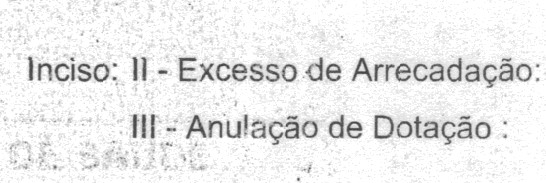 Inciso: II - Excesso de Arrecadação:
III - Anulação de Dotação :